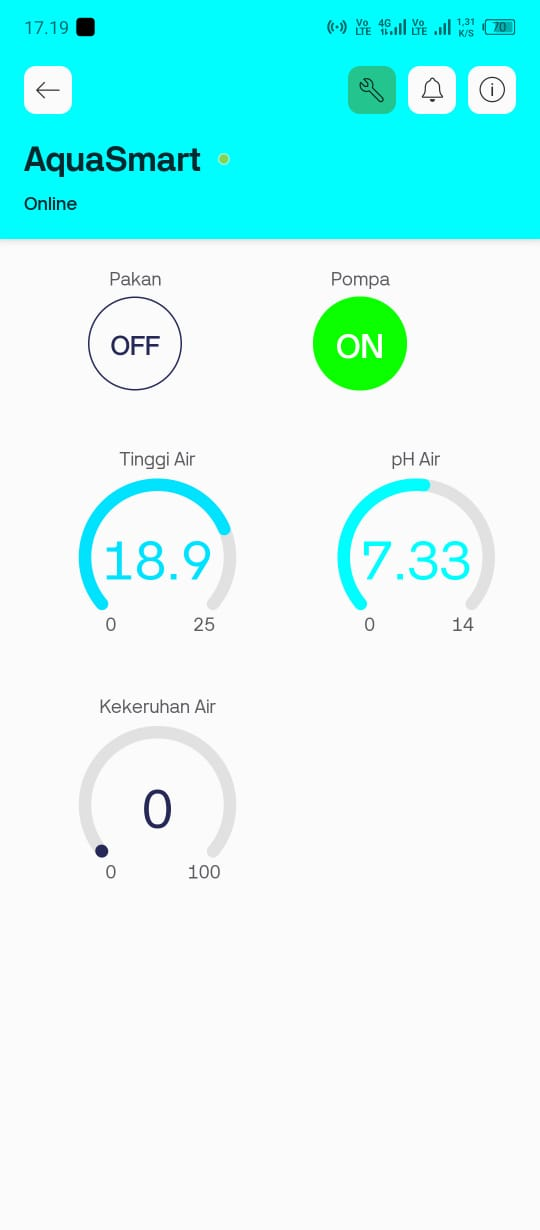 17.19 Vo LTE 4G Vo LTE 1,31 K/S 70
AquaSmart
Online
Pakan Pompa
OFF ON
Tinggi Air pH Air
18.9 7.33
0 25 0 14
Kekeruhan Air
0
0 100